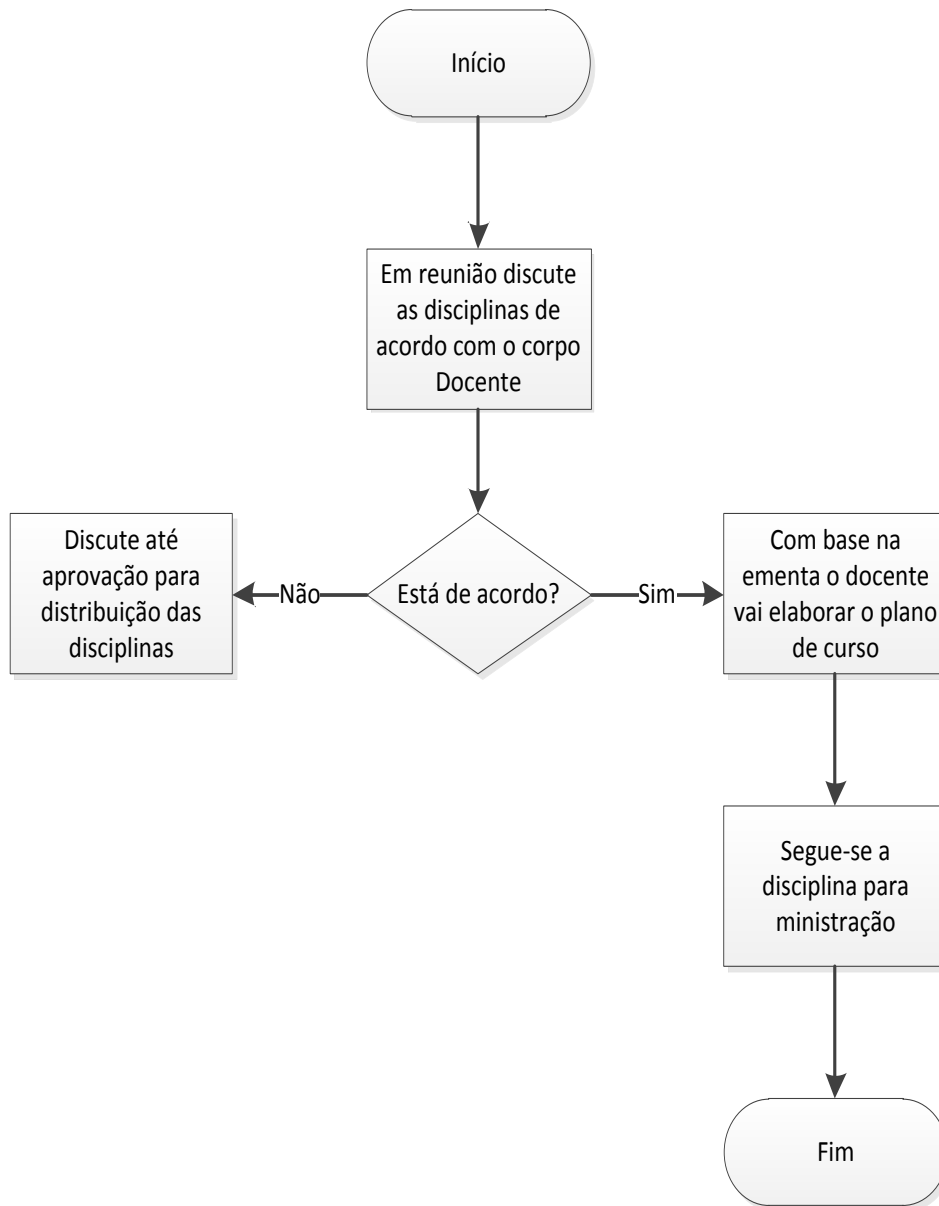 Início
Em reunião discute
as disciplinas de
acordo com o corpo
Docente
Discute até
aprovação para
distribuição das
disciplinas
Não
Está de acordo?
Sim
Com base na
ementa o docente
vai elaborar o plano
de curso
Segue-se a
disciplina para
ministração
Fim